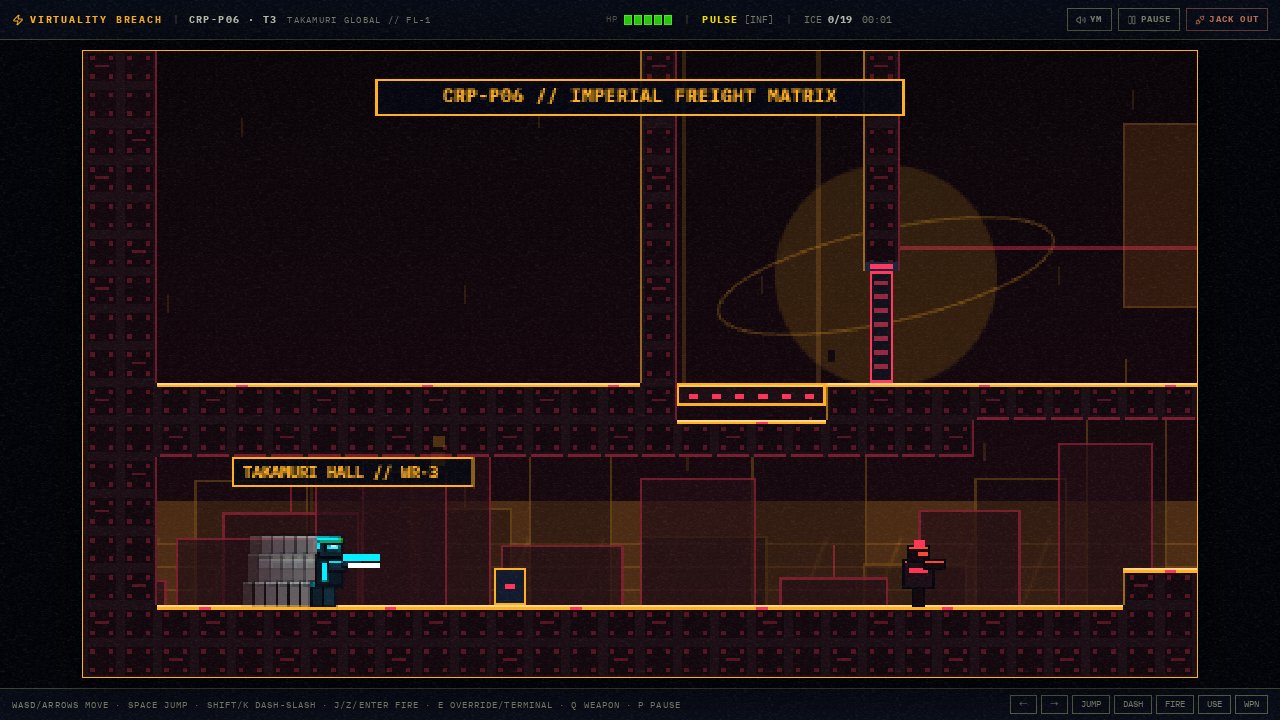 VIRTUALITY BREACH | CRP-P06 · T3 TAKAMURI GLOBAL // FL-1
HP | PULSE [INF] | ICE 0/19 00:01
YM
PAUSE
JACK OUT
CRP-P06 // IMPERIAL FREIGHT MATRIX
TAKAMURI HALL // WR-3
WASD/ARROWS MOVE · SPACE JUMP · SHIFT/K DASH-SLASH · J/Z/ENTER FIRE · E OVERRIDE/TERMINAL · Q WEAPON · P PAUSE
← → JUMP DASH FIRE USE WPN